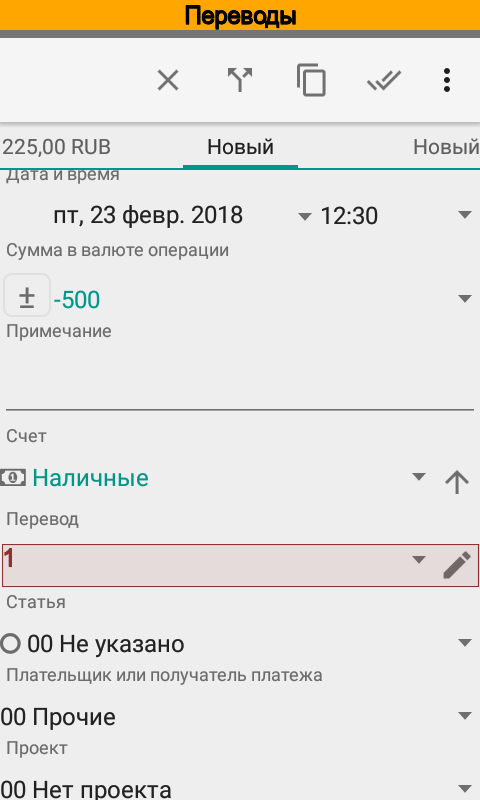 Переводы
225,00 RUB Новый Новый
Дата и время
пт, 23 февр. 2018 12:30
Сумма в валюте операции
± -500
Примечание
Счет
Наличные
Перевод
1
Статья
00 Не указано
Плательщик или получатель платежа
00 Прочие
Проект
00 Нет проекта